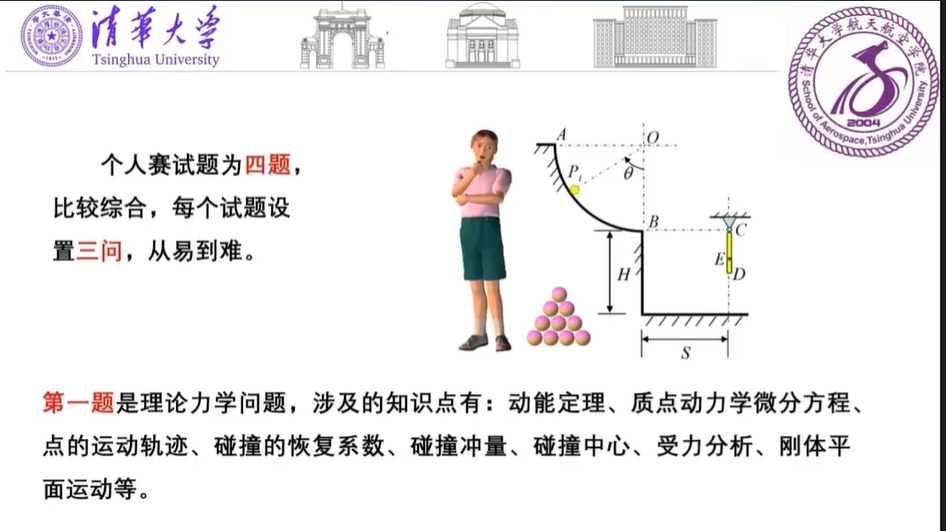 清华大学
Tsinghua University
清华大学航天航空学院
School of Aerospace,Tsinghua University
2004
个人赛试题为四题，
比较综合，每个试题设
置三问，从易到难。
A
O
Pi
θ
B
C
H
E
D
S
第一题是理论力学问题，涉及的知识点有：动能定理、质点动力学微分方程、
点的运动轨迹、碰撞的恢复系数、碰撞冲量、碰撞中心、受力分析、刚体平
面运动等。